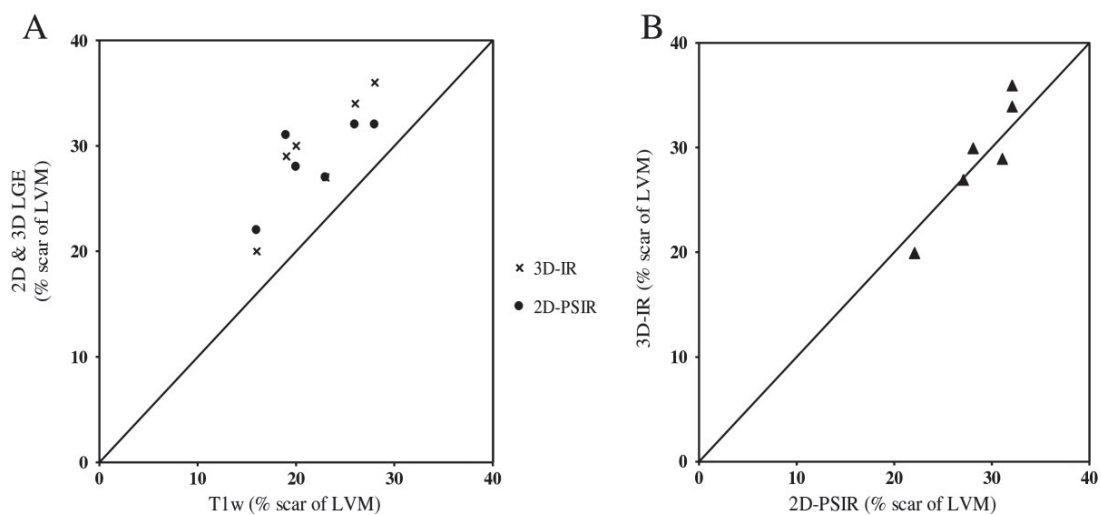 A
40
30
20
10
0
0 10 20 30 40
2D & 3D LGE
(% scar of LVM)
T1w (% scar of LVM)
3D-IR
2D-PSIR
B
40
30
20
10
0
0 10 20 30 40
3D-IR (% scar of LVM)
2D-PSIR (% scar of LVM)